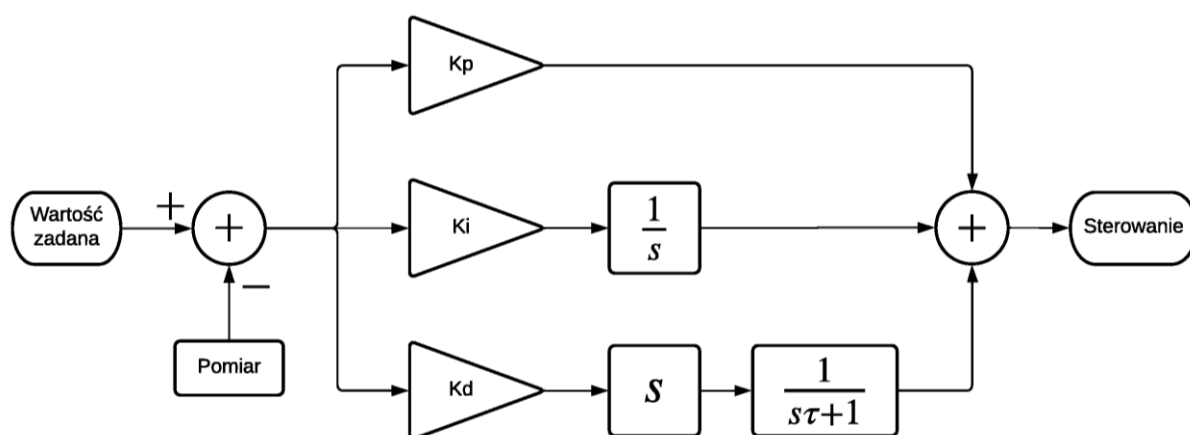 Kp
Wartość
zadana
+
+
Ki
1
s
+
Sterowanie
−
Pomiar
Kd
s
1
sτ+1